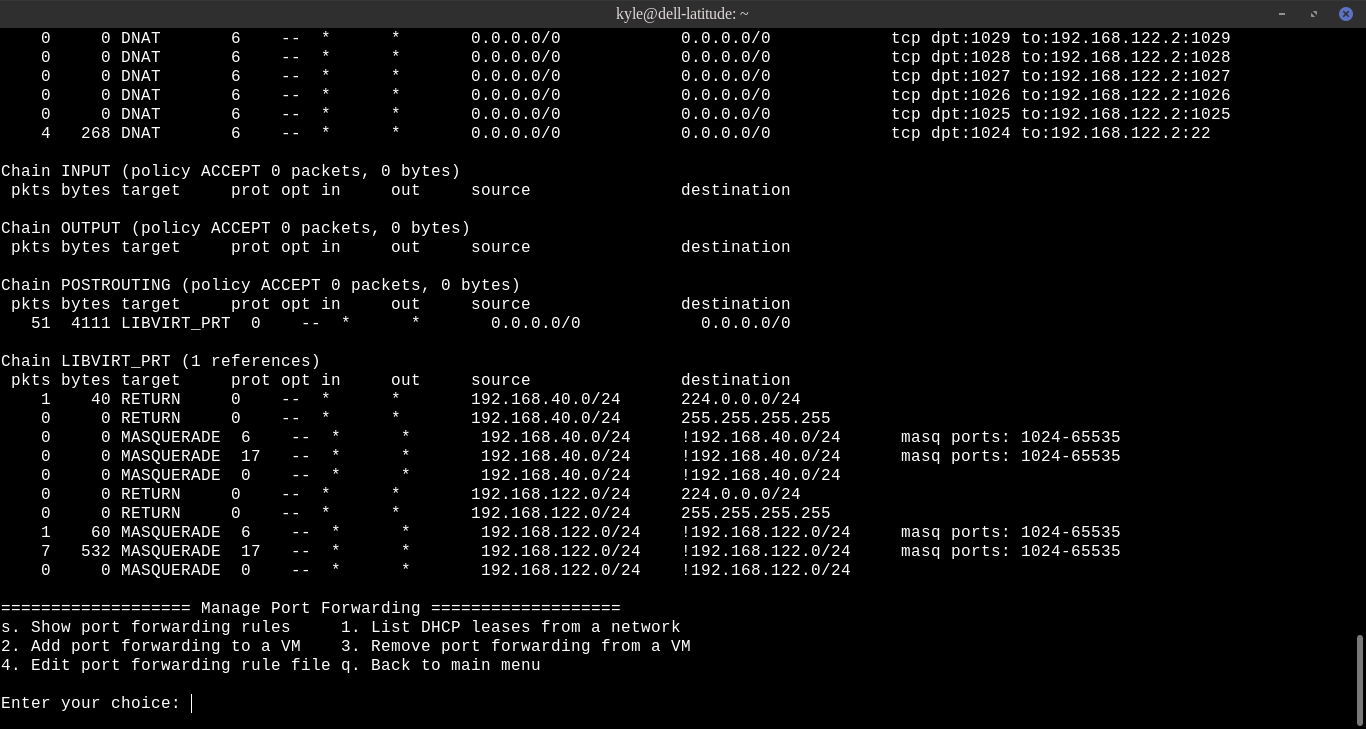 kyle@dell-latitude: ~
    0     0 DNAT       6    --  *      *       0.0.0.0/0            0.0.0.0/0            tcp dpt:1029 to:192.168.122.2:1029
    0     0 DNAT       6    --  *      *       0.0.0.0/0            0.0.0.0/0            tcp dpt:1028 to:192.168.122.2:1028
    0     0 DNAT       6    --  *      *       0.0.0.0/0            0.0.0.0/0            tcp dpt:1027 to:192.168.122.2:1027
    0     0 DNAT       6    --  *      *       0.0.0.0/0            0.0.0.0/0            tcp dpt:1026 to:192.168.122.2:1026
    0     0 DNAT       6    --  *      *       0.0.0.0/0            0.0.0.0/0            tcp dpt:1025 to:192.168.122.2:1025
    4   268 DNAT       6    --  *      *       0.0.0.0/0            0.0.0.0/0            tcp dpt:1024 to:192.168.122.2:22

Chain INPUT (policy ACCEPT 0 packets, 0 bytes)
 pkts bytes target     prot opt in     out     source               destination

Chain OUTPUT (policy ACCEPT 0 packets, 0 bytes)
 pkts bytes target     prot opt in     out     source               destination

Chain POSTROUTING (policy ACCEPT 0 packets, 0 bytes)
 pkts bytes target     prot opt in     out     source               destination
   51  4111 LIBVIRT_PRT  0    --  *      *       0.0.0.0/0            0.0.0.0/0

Chain LIBVIRT_PRT (1 references)
 pkts bytes target     prot opt in     out     source               destination
    1    40 RETURN     0    --  *      *       192.168.40.0/24      224.0.0.0/24
    0     0 RETURN     0    --  *      *       192.168.40.0/24      255.255.255.255
    0     0 MASQUERADE  6    --  *      *       192.168.40.0/24     !192.168.40.0/24      masq ports: 1024-65535
    0     0 MASQUERADE  17   --  *      *       192.168.40.0/24     !192.168.40.0/24      masq ports: 1024-65535
    0     0 MASQUERADE  0    --  *      *       192.168.40.0/24     !192.168.40.0/24
    0     0 RETURN     0    --  *      *       192.168.122.0/24     224.0.0.0/24
    0     0 RETURN     0    --  *      *       192.168.122.0/24     255.255.255.255
    1    60 MASQUERADE  6    --  *      *       192.168.122.0/24    !192.168.122.0/24     masq ports: 1024-65535
    7   532 MASQUERADE  17   --  *      *       192.168.122.0/24    !192.168.122.0/24     masq ports: 1024-65535
    0     0 MASQUERADE  0    --  *      *       192.168.122.0/24    !192.168.122.0/24

=================== Manage Port Forwarding ===================
s. Show port forwarding rules     1. List DHCP leases from a network
2. Add port forwarding to a VM    3. Remove port forwarding from a VM
4. Edit port forwarding rule file q. Back to main menu

Enter your choice: